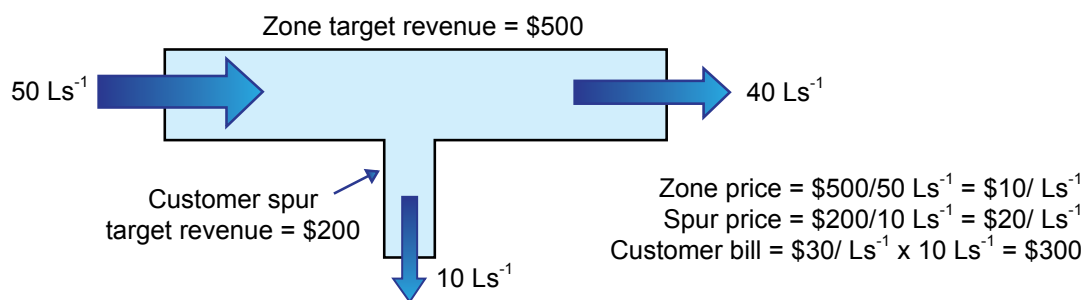 Zone target revenue = $500
50 Ls⁻¹
40 Ls⁻¹
Customer spur
target revenue = $200
10 Ls⁻¹
Zone price = $500/50 Ls⁻¹ = $10/ Ls⁻¹
Spur price = $200/10 Ls⁻¹ = $20/ Ls⁻¹
Customer bill = $30/ Ls⁻¹ x 10 Ls⁻¹ = $300